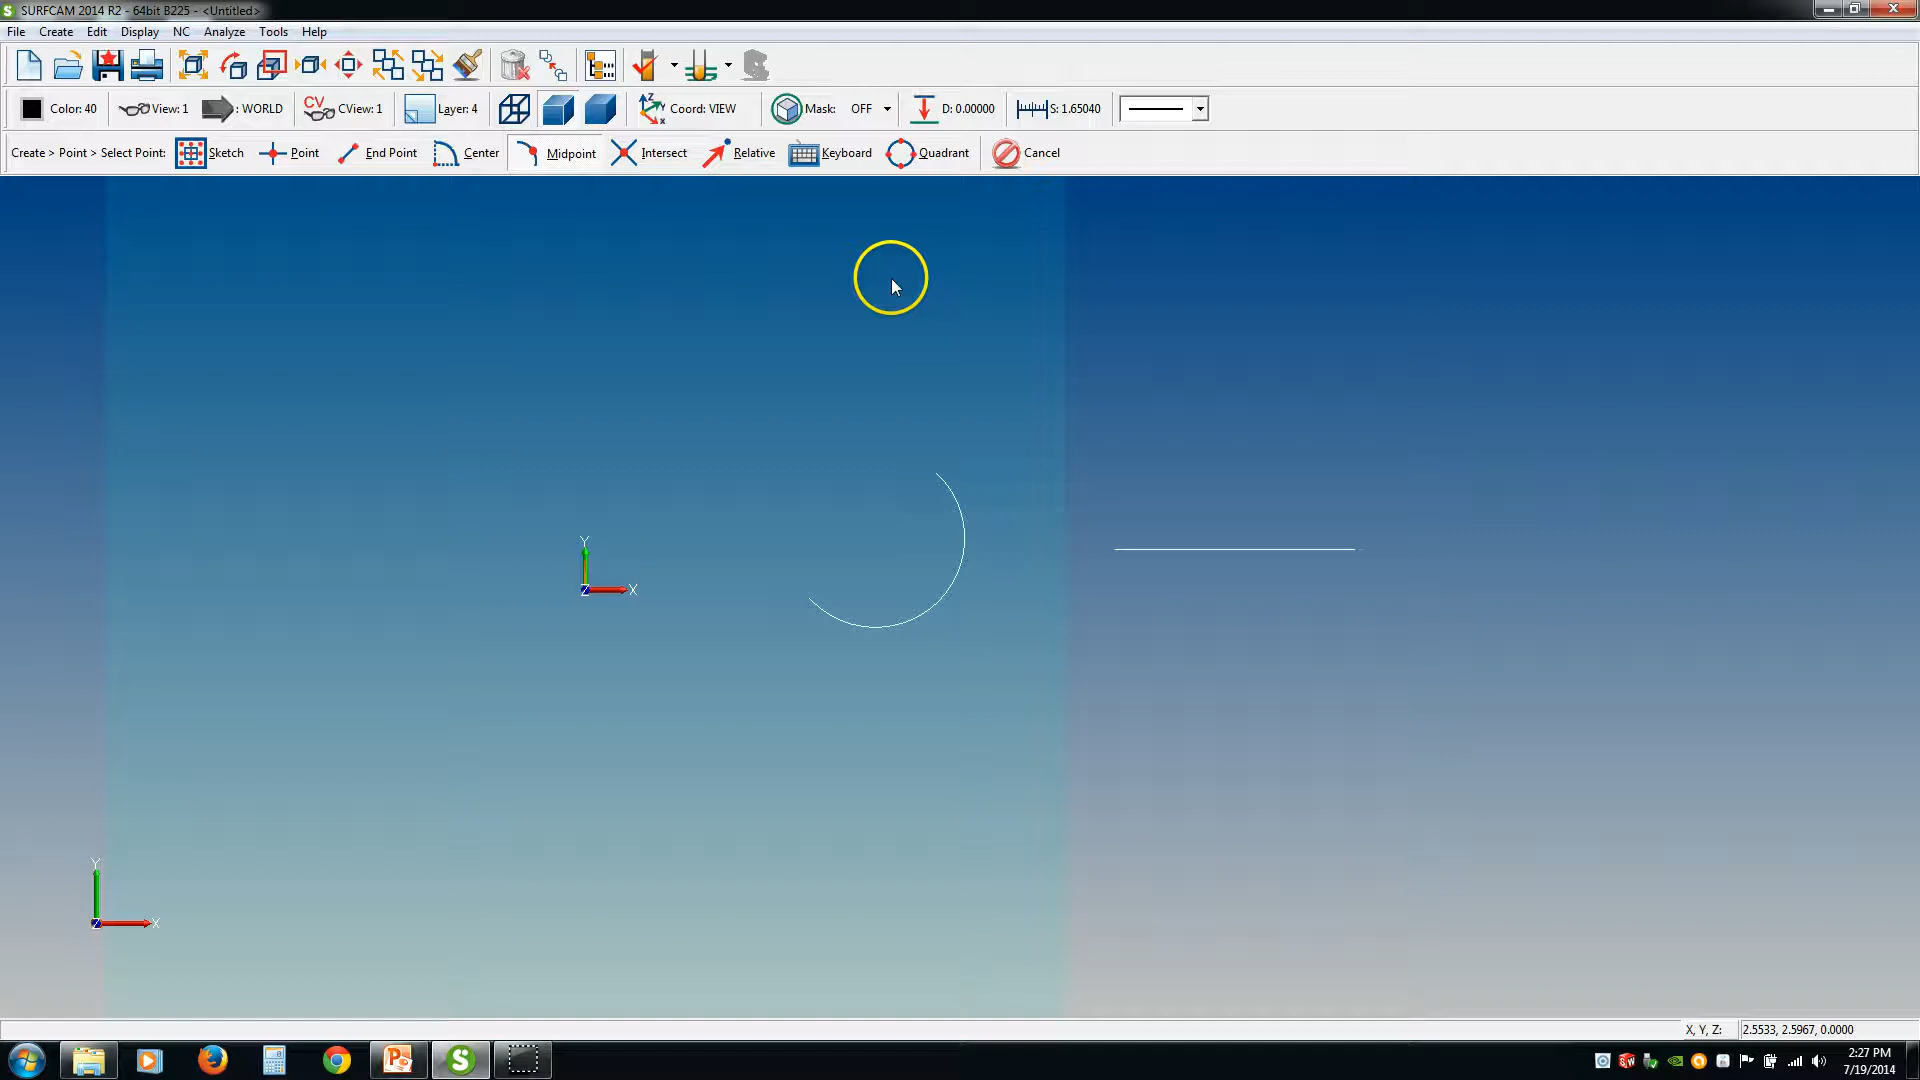 SURFCAM 2014 R2 - 64bit B225 - <Untitled>
File Create Edit Display NC Analyze Tools Help
Color: 40 View: 1 : WORLD CV CView: 1 Layer: 4 Z Y X Coord: VIEW Mask: OFF D: 0.00000 S: 1.65040
Create > Point > Select Point: Sketch Point End Point Center Midpoint Intersect Relative Keyboard Quadrant Cancel
Y
Z X
Y
Z X
X, Y, Z: 2.5533, 2.5967, 0.0000
2:27 PM
7/19/2014